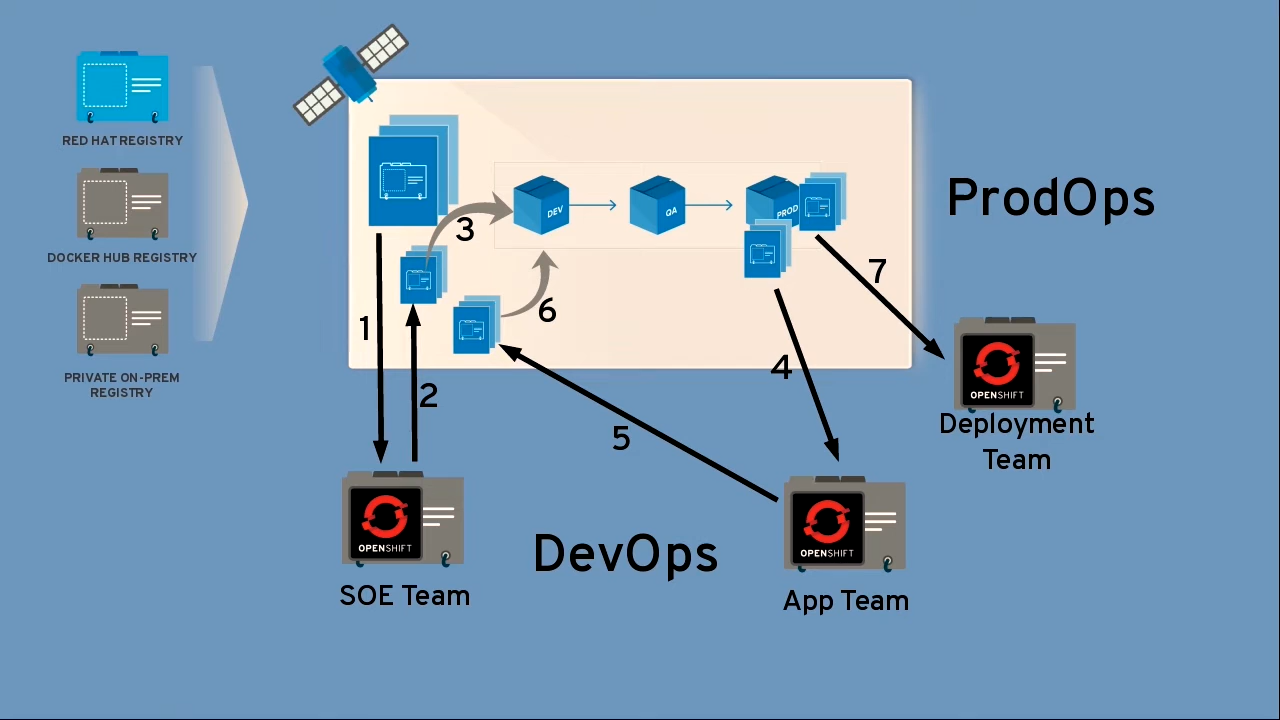 RED HAT REGISTRY
DOCKER HUB REGISTRY
PRIVATE ON-PREM
REGISTRY
DEV
QA
PROD
3
6
1
2
7
4
5
ProdOps
OPENSHIFT
Deployment
Team
DevOps
OPENSHIFT
SOE Team
OPENSHIFT
App Team